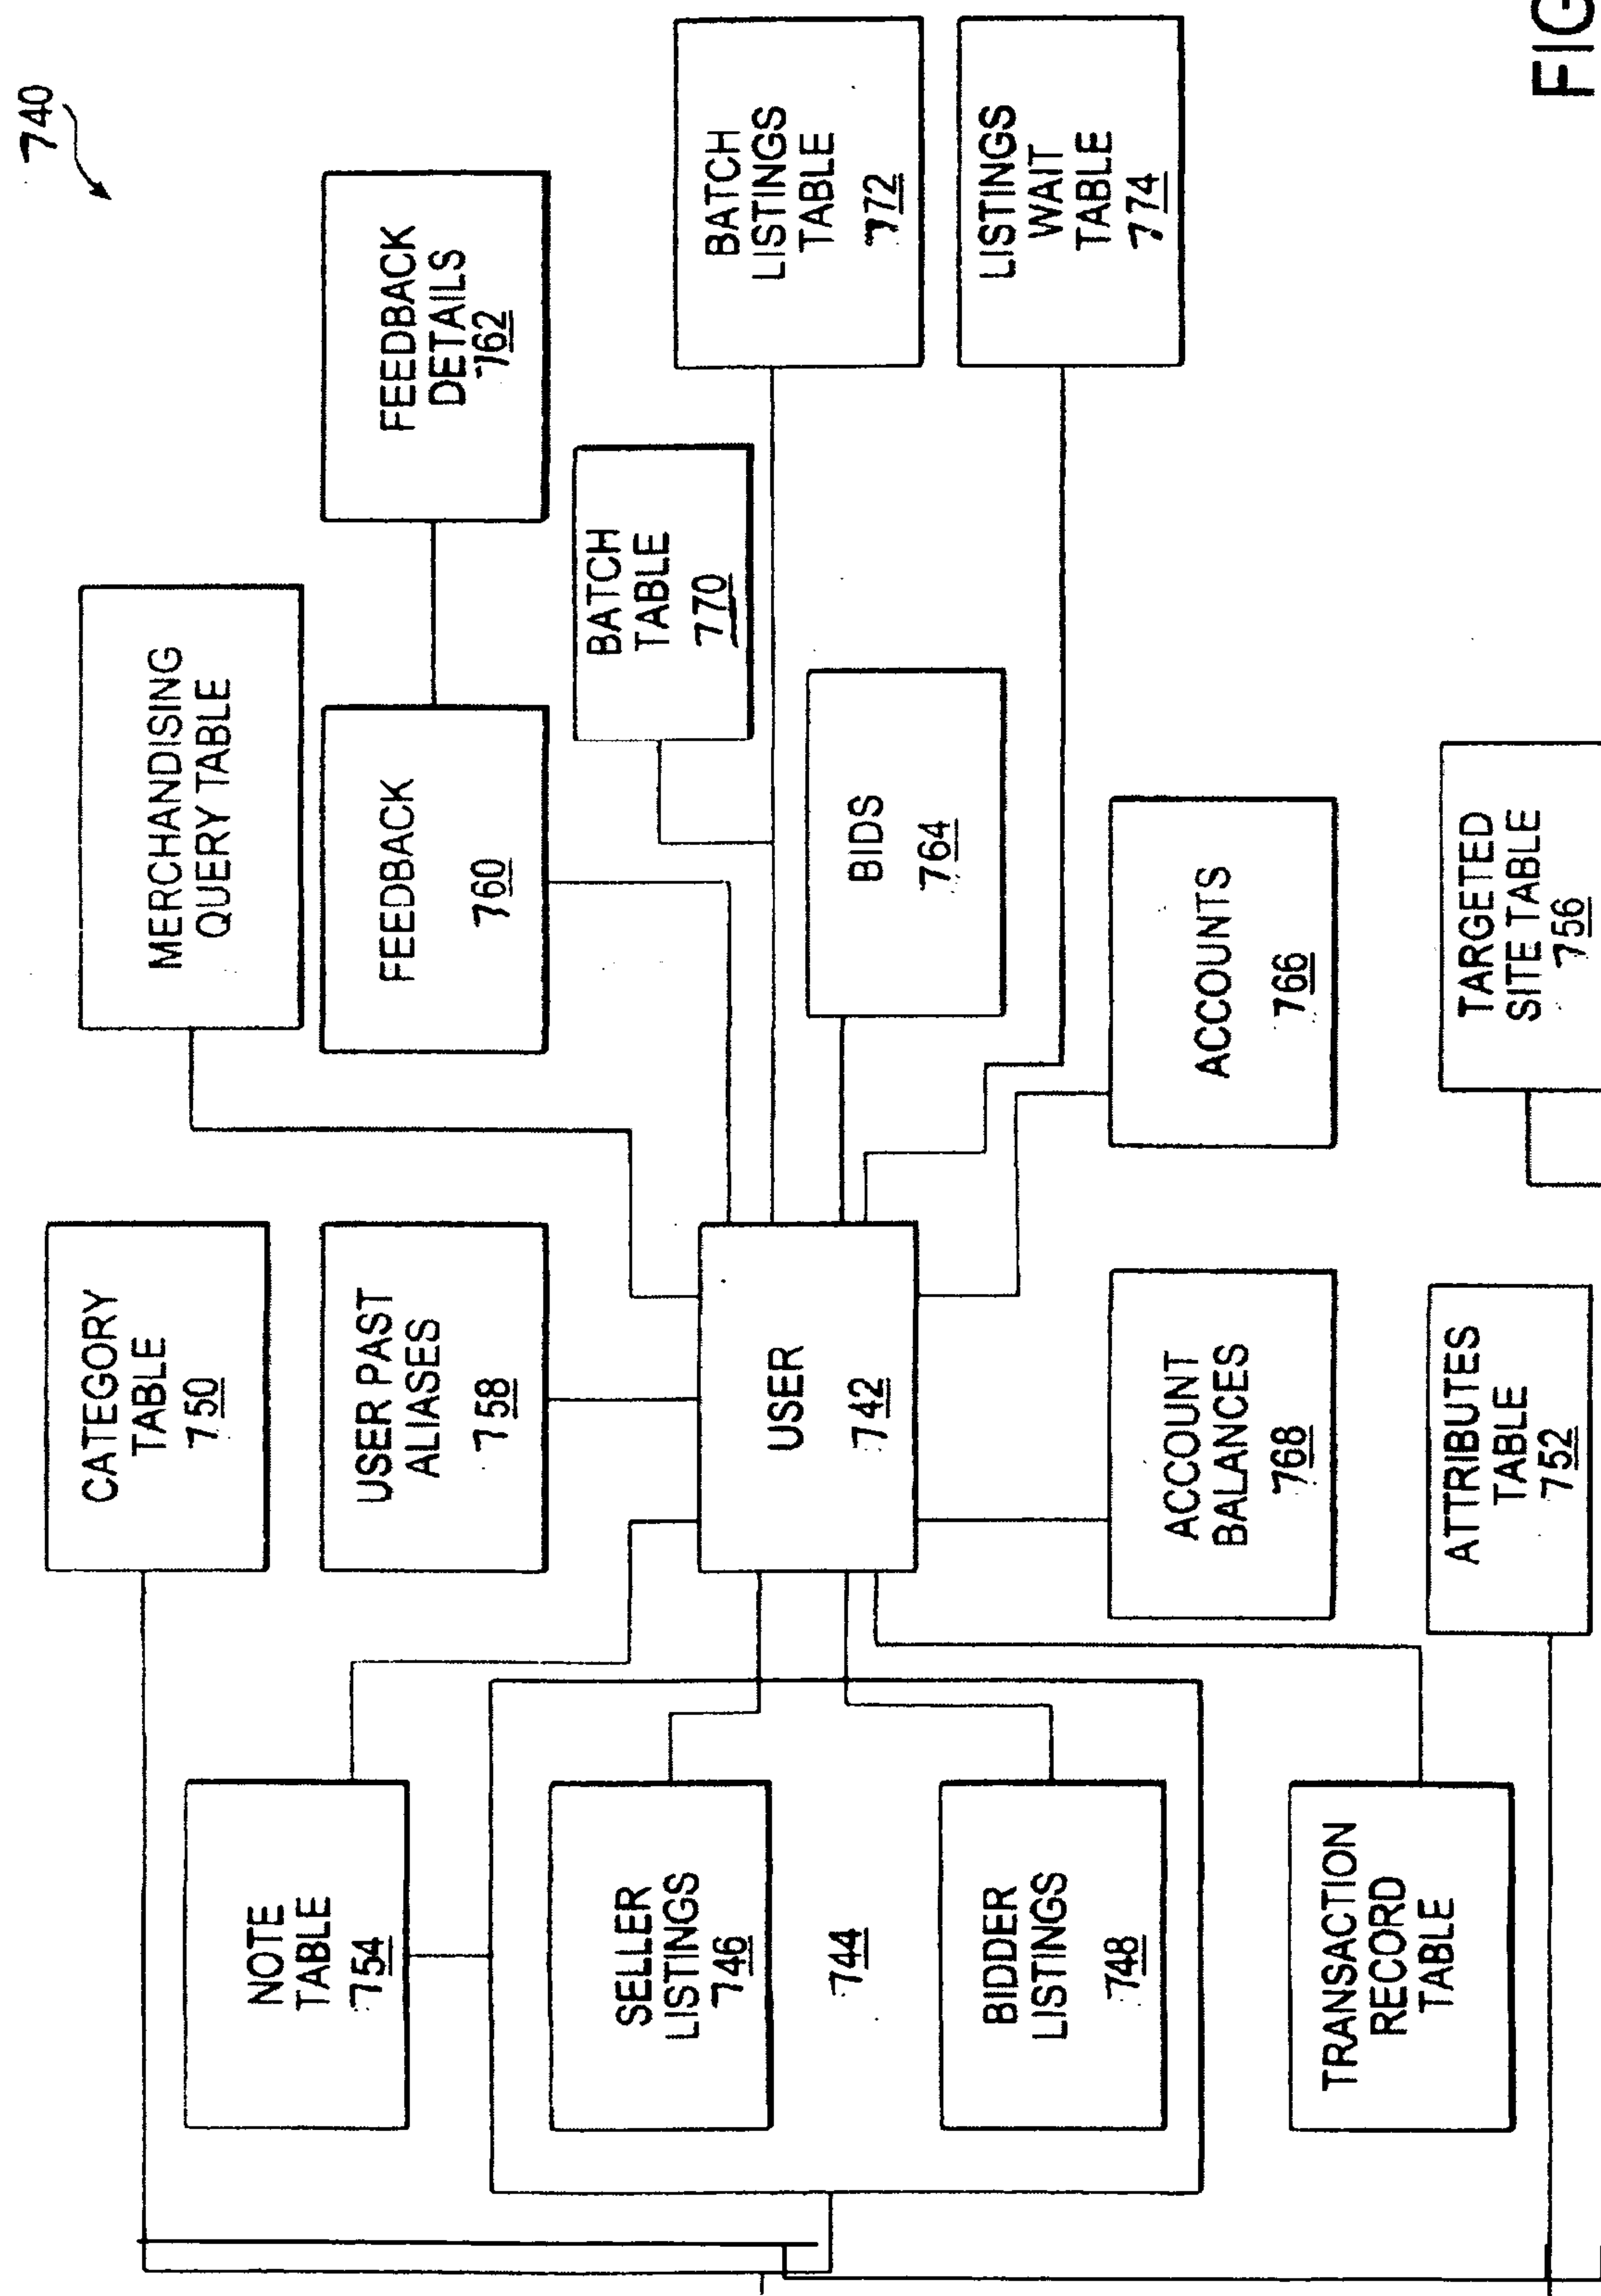 740
CATEGORY
TABLE
750
MERCHANDISING
QUERY TABLE
NOTE
TABLE
754
USER PAST
ALIASES
758
FEEDBACK
760
FEEDBACK
DETAILS
762
BATCH
TABLE
770
SELLER
LISTINGS
746
744
BIDDER
LISTINGS
748
USER
742
BIDS
764
BATCH
LISTINGS
TABLE
772
LISTINGS
WAIT
TABLE
774
ACCOUNT
BALANCES
768
ACCOUNTS
766
TRANSACTION
RECORD
TABLE
ATTRIBUTES
TABLE
752
TARGETED
SITE TABLE
756